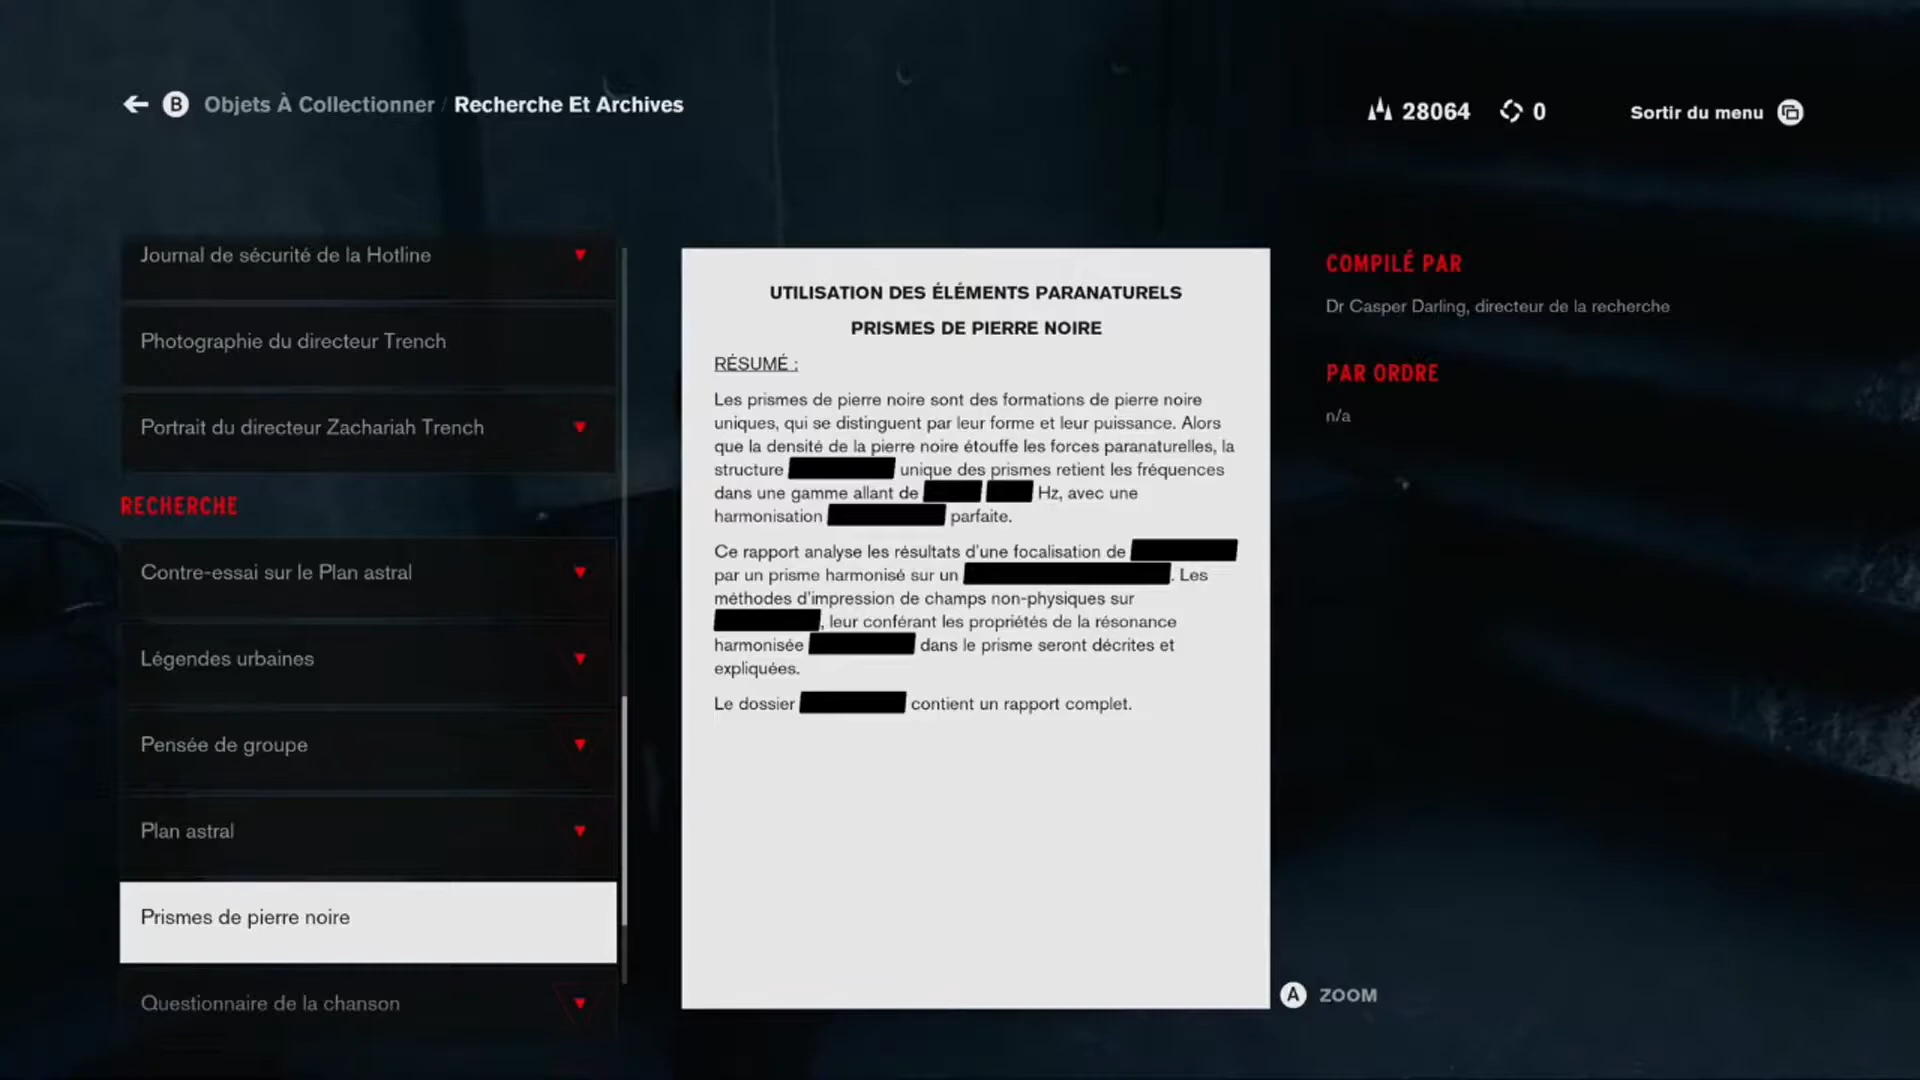 B Objets À Collectionner / Recherche Et Archives
28064 0 Sortir du menu
Journal de sécurité de la Hotline
Photographie du directeur Trench
Portrait du directeur Zachariah Trench
RECHERCHE
Contre-essai sur le Plan astral
Légendes urbaines
Pensée de groupe
Plan astral
Prismes de pierre noire
Questionnaire de la chanson
UTILISATION DES ÉLÉMENTS PARANATURELS
PRISMES DE PIERRE NOIRE
RÉSUMÉ :
Les prismes de pierre noire sont des formations de pierre noire
uniques, qui se distinguent par leur forme et leur puissance. Alors
que la densité de la pierre noire étouffe les forces paranaturelles, la
structure unique des prismes retient les fréquences
dans une gamme allant de Hz, avec une
harmonisation parfaite.
Ce rapport analyse les résultats d'une focalisation de
par un prisme harmonisé sur un . Les
méthodes d'impression de champs non-physiques sur
, leur conférant les propriétés de la résonance
harmonisée dans le prisme seront décrites et
expliquées.
Le dossier contient un rapport complet.
COMPILÉ PAR
Dr Casper Darling, directeur de la recherche
PAR ORDRE
n/a
A ZOOM